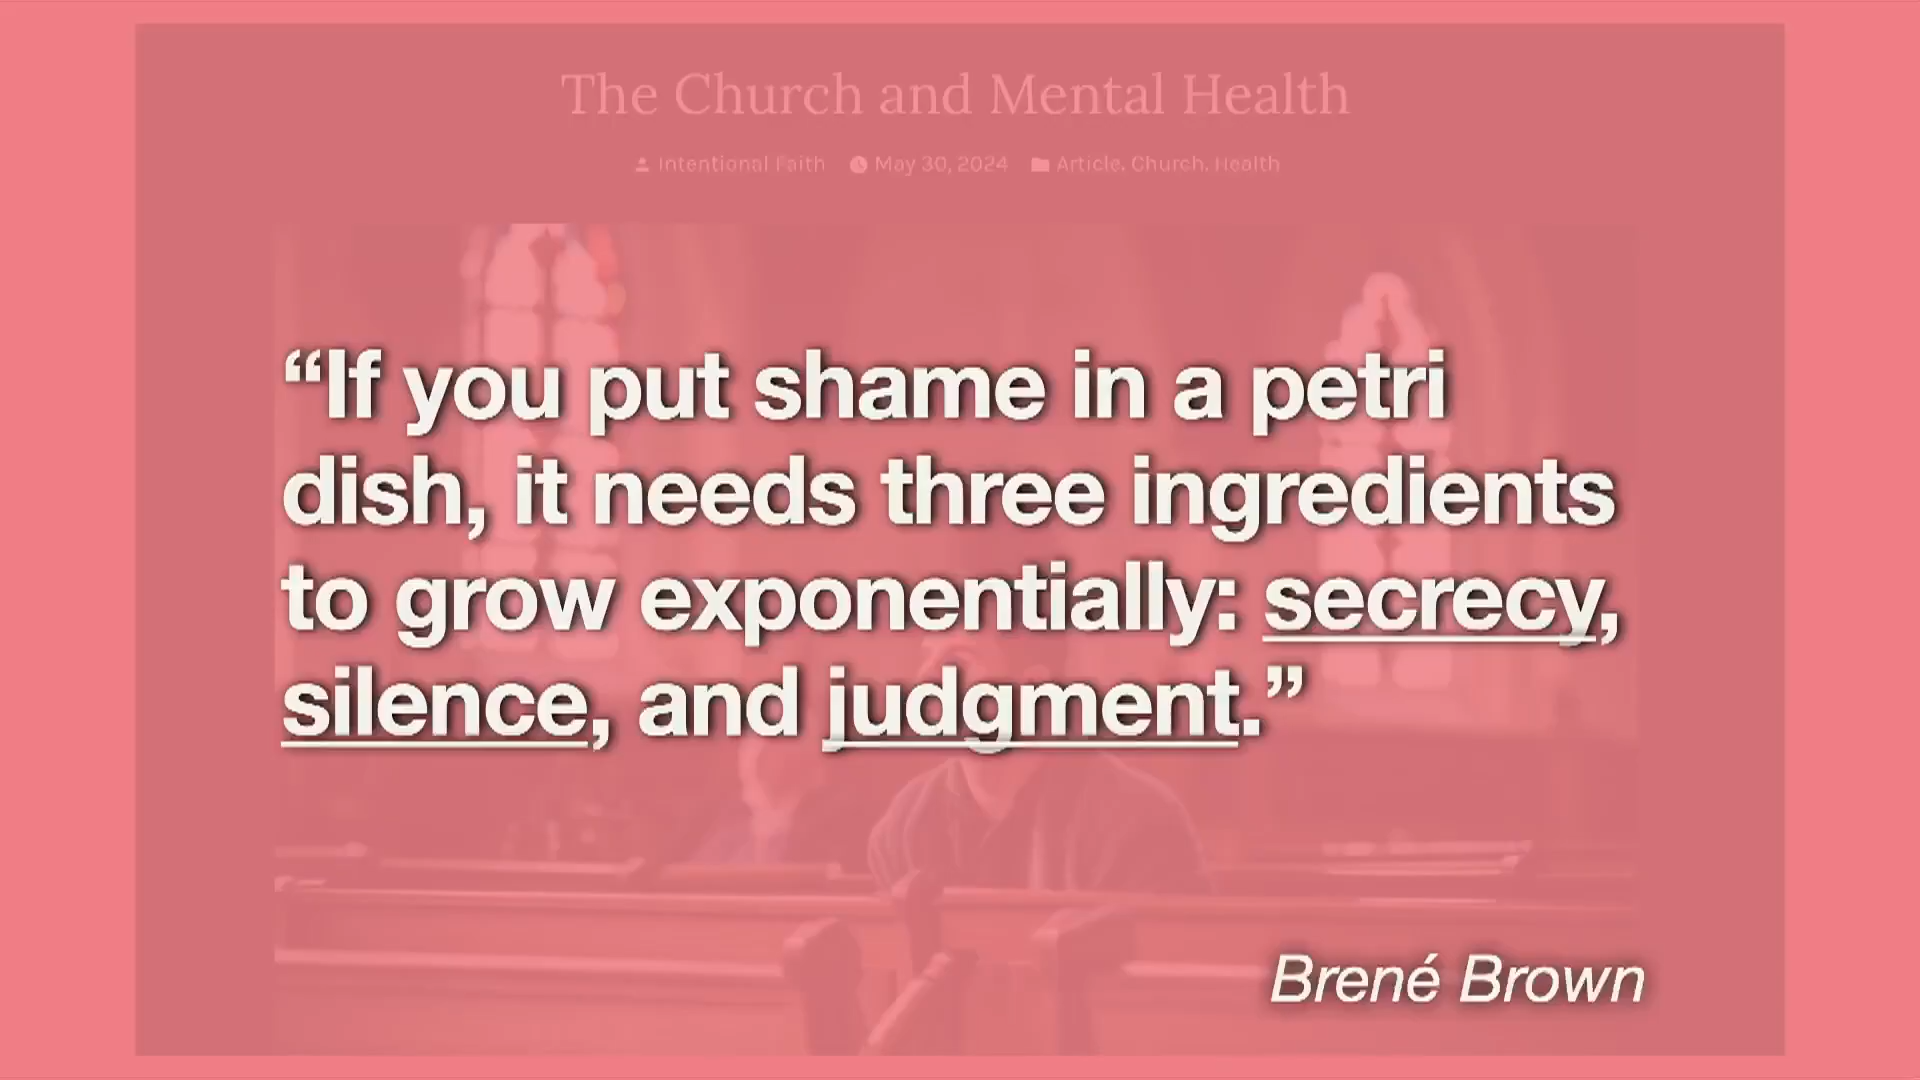 The Church and Mental Health
Intentional Faith May 30, 2024 Article, Church, Health
“If you put shame in a petri
dish, it needs three ingredients
to grow exponentially: secrecy,
silence, and judgment.”
Brené Brown